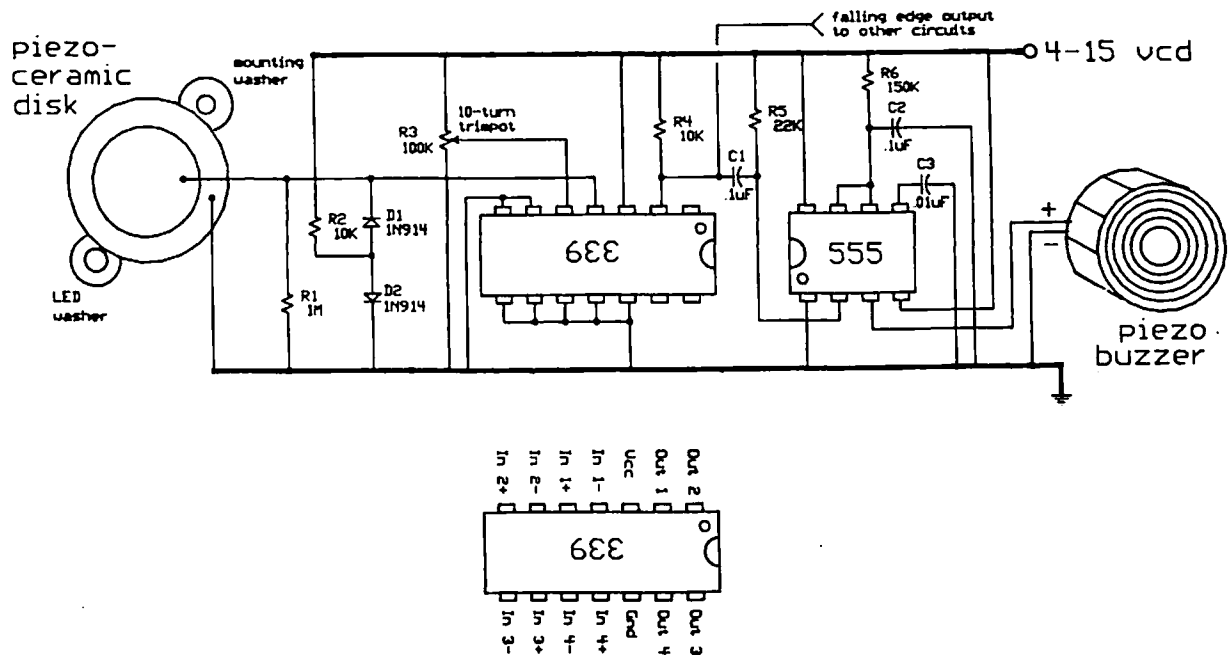 falling edge output
to other circuits
4-15 vcd
piezo-
ceramic
disk
mounting
washer
10-turn
trimpot
R3
100K
R4
10K
R5
22K
R6
150K
C1
.1uF
C2
.1uF
C3
.01uF
R2
10K
D1
1N914
D2
1N914
R1
1M
LED
washer
339
555
+
-
piezo
buzzer
In 2+
In 2-
In 1+
In 1-
Vcc
Out 1
Out 2
339
In 3-
In 3+
In 4-
In 4+
Gnd
Out 4
Out 3